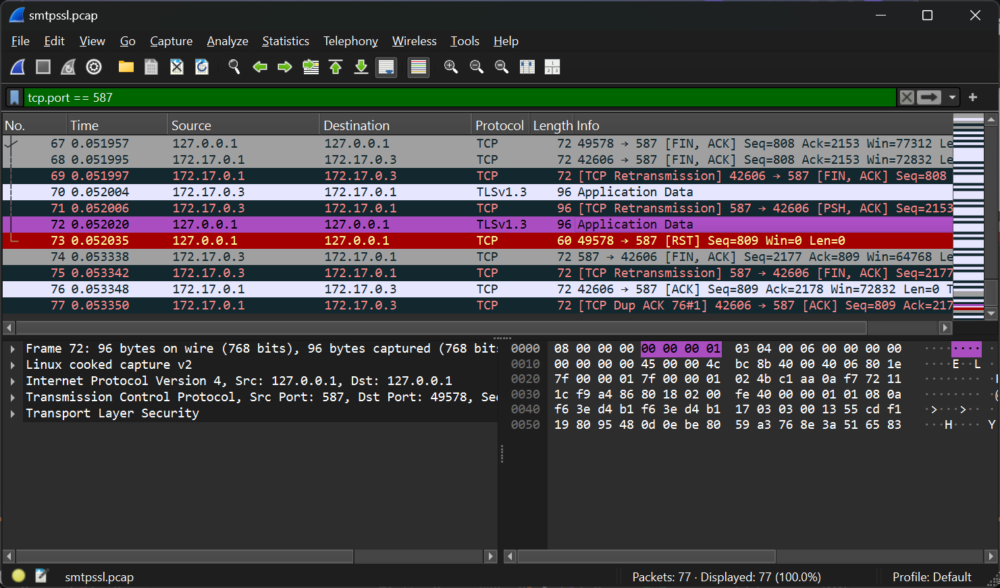 smtpssl.pcap
File Edit View Go Capture Analyze Statistics Telephony Wireless Tools Help
tcp.port == 587
No. Time Source Destination Protocol Length Info
67 0.051957 127.0.0.1 127.0.0.1 TCP 72 49578 → 587 [FIN, ACK] Seq=808 Ack=2153 Win=77312 Le
68 0.051995 172.17.0.1 172.17.0.3 TCP 72 42606 → 587 [FIN, ACK] Seq=808 Ack=2153 Win=72832 Le
69 0.051997 172.17.0.1 172.17.0.3 TCP 72 [TCP Retransmission] 42606 → 587 [FIN, ACK] Seq=808
70 0.052004 172.17.0.3 172.17.0.1 TLSv1.3 96 Application Data
71 0.052006 172.17.0.3 172.17.0.1 TCP 96 [TCP Retransmission] 587 → 42606 [PSH, ACK] Seq=2153
72 0.052020 127.0.0.1 127.0.0.1 TLSv1.3 96 Application Data
73 0.052035 127.0.0.1 127.0.0.1 TCP 60 49578 → 587 [RST] Seq=809 Win=0 Len=0
74 0.053338 172.17.0.3 172.17.0.1 TCP 72 587 → 42606 [FIN, ACK] Seq=2177 Ack=809 Win=64768 Le
75 0.053342 172.17.0.3 172.17.0.1 TCP 72 [TCP Retransmission] 587 → 42606 [FIN, ACK] Seq=2177
76 0.053348 172.17.0.1 172.17.0.3 TCP 72 42606 → 587 [ACK] Seq=809 Ack=2178 Win=72832 Len=0 T
77 0.053350 172.17.0.1 172.17.0.3 TCP 72 [TCP Dup ACK 76#1] 42606 → 587 [ACK] Seq=809 Ack=217
Frame 72: 96 bytes on wire (768 bits), 96 bytes captured (768 bit
Linux cooked capture v2
Internet Protocol Version 4, Src: 127.0.0.1, Dst: 127.0.0.1
Transmission Control Protocol, Src Port: 587, Dst Port: 49578, Se
Transport Layer Security
0000 08 00 00 00 00 00 00 01 03 04 00 06 00 00 00 00 ········ ·
0010 00 00 00 00 45 00 00 4c bc 8b 40 00 40 06 80 1e ····E··L ·
0020 7f 00 00 01 7f 00 00 01 02 4b c1 aa 0a f7 72 11 ········ ·
0030 1c f9 a4 86 80 18 02 00 fe 40 00 00 01 01 08 0a ········ ·
0040 f6 3e d4 b1 f6 3e d4 b1 17 03 03 00 13 55 cd f1 ·>···>·· ·
0050 19 80 95 48 0d 0e be 80 59 a3 76 8e 3a 51 65 83 ···H···· Y
smtpssl.pcap
Packets: 77 · Displayed: 77 (100.0%)
Profile: Default